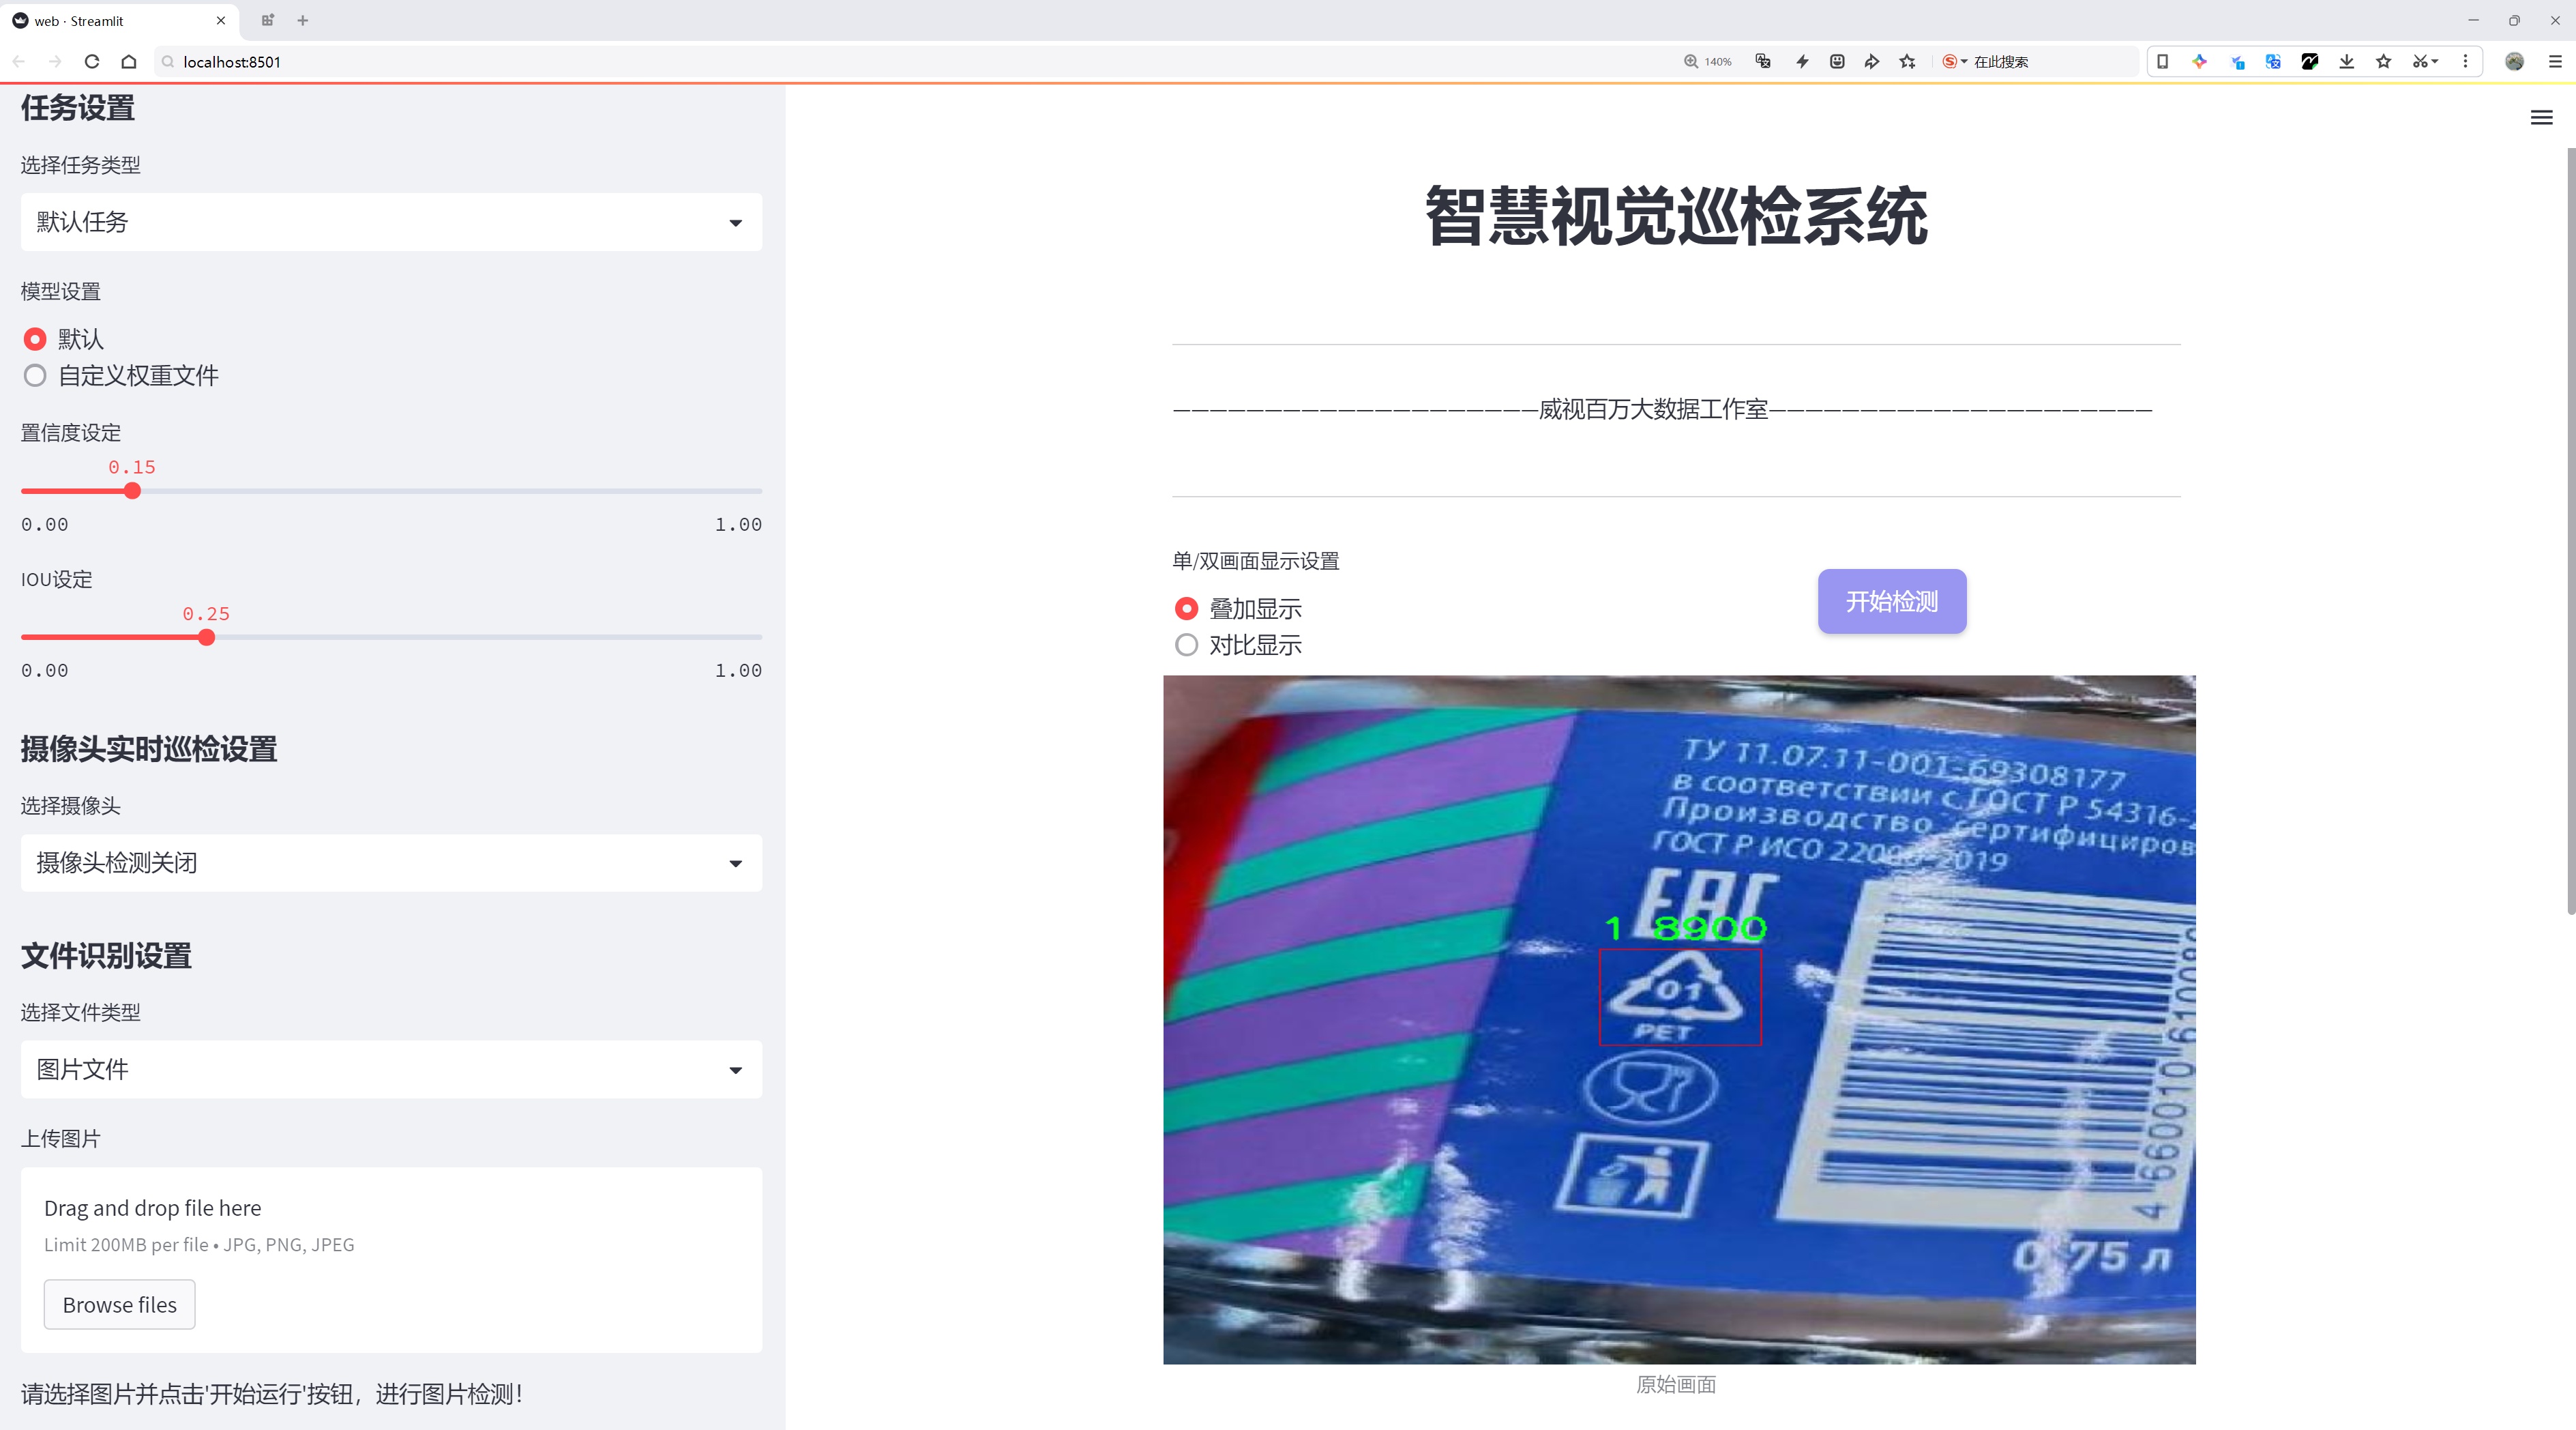 web · Streamlit
localhost:8501
140%
在此搜索
任务设置
选择任务类型
默认任务
模型设置
默认
自定义权重文件
置信度设定
0.15
0.00
1.00
IOU设定
0.25
0.00
1.00
摄像头实时巡检设置
选择摄像头
摄像头检测关闭
文件识别设置
选择文件类型
图片文件
上传图片
Drag and drop file here
Limit 200MB per file • JPG, PNG, JPEG
Browse files
请选择图片并点击'开始运行'按钮，进行图片检测！
智慧视觉巡检系统
—————————————————————威视百万大数据工作室—————————————————————
单/双画面显示设置
叠加显示
对比显示
开始检测
ТУ 11.07.11-001-69308177
в соответствии с ГОСТ Р 54316-
Производство сертифициров
ГОСТ Р ИСО 22000-2019
EAC
1 8900
01
PET
0,75 л
原始画面